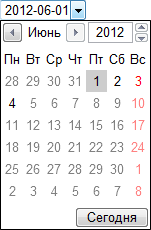 2012-06-01
Июнь 2012
Пн Вт Ср Чт Пт Сб Вс
28 29 30 31 1 2 3
4 5 6 7 8 9 10
11 12 13 14 15 16 17
18 19 20 21 22 23 24
25 26 27 28 29 30 1
2 3 4 5 6 7 8
Сегодня